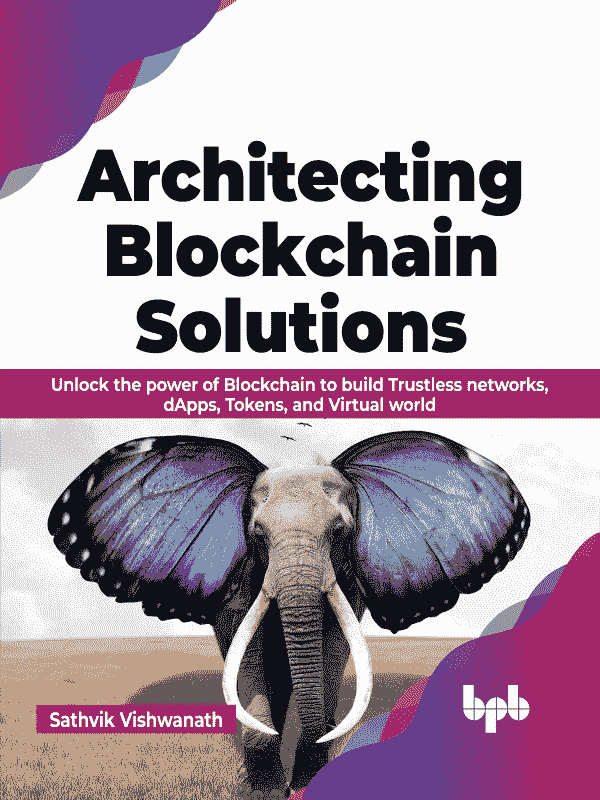 Architecting
Blockchain
Solutions
Unlock the power of Blockchain to build Trustless networks,
dApps, Tokens, and Virtual world
Sathvik Vishwanath
bpb